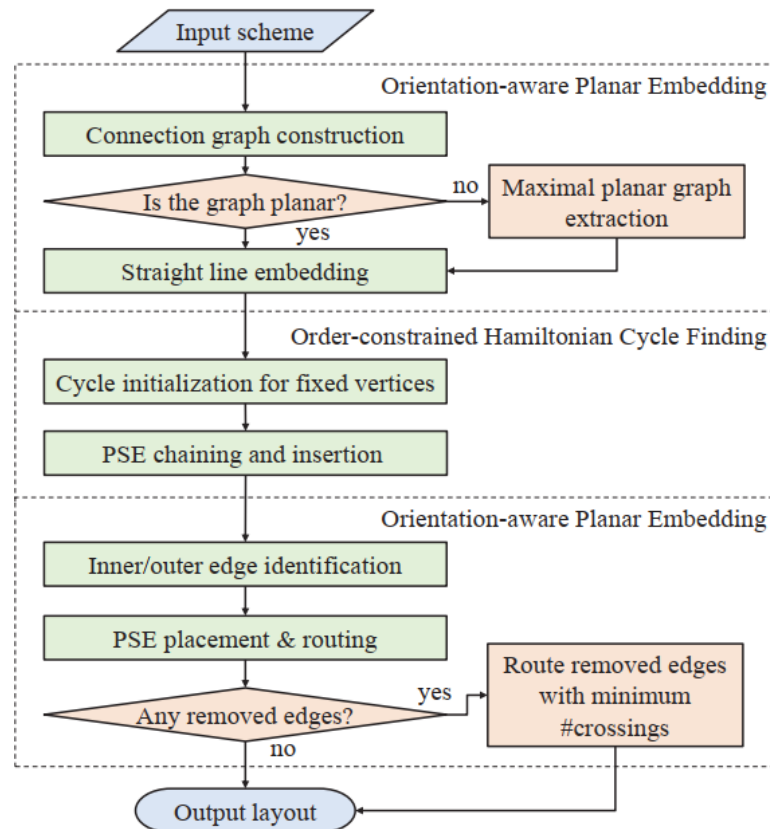 Input scheme
Orientation-aware Planar Embedding
Connection graph construction
Is the graph planar?
no
Maximal planar graph
extraction
yes
Straight line embedding
Order-constrained Hamiltonian Cycle Finding
Cycle initialization for fixed vertices
PSE chaining and insertion
Orientation-aware Planar Embedding
Inner/outer edge identification
PSE placement & routing
Any removed edges?
yes
Route removed edges
with minimum
#crossings
no
Output layout